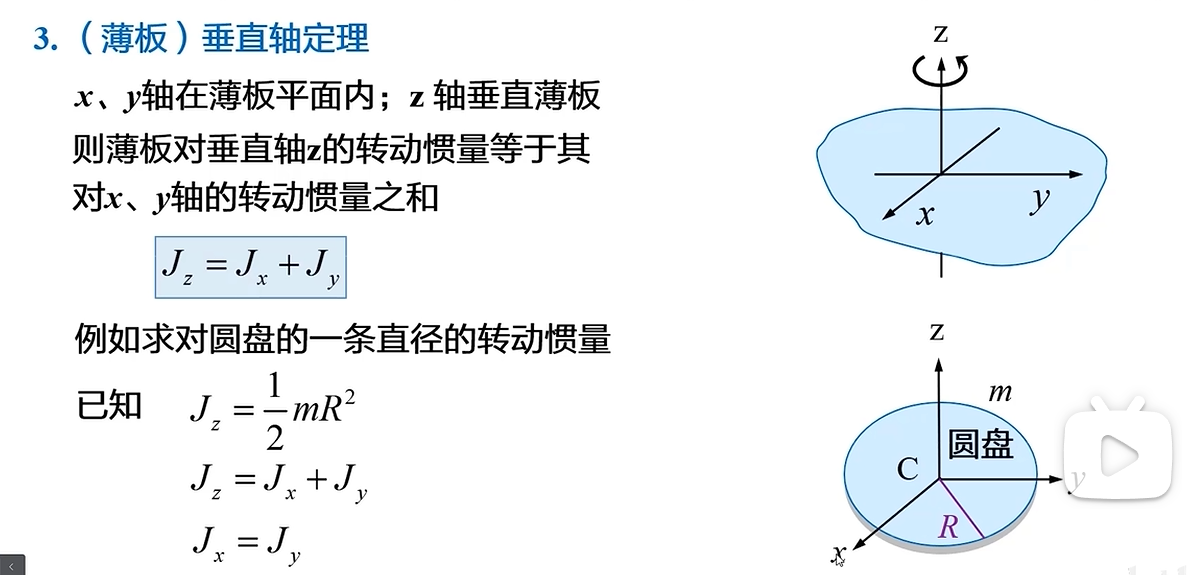 3.（薄板）垂直轴定理
x、y轴在薄板平面内；z 轴垂直薄板
则薄板对垂直轴z的转动惯量等于其
对x、y轴的转动惯量之和
J_z = J_x + J_y
例如求对圆盘的一条直径的转动惯量
已知 J_z = \frac{1}{2} mR^2
J_z = J_x + J_y
J_x = J_y
z
x
y
z
m
圆盘
C
y
R
x